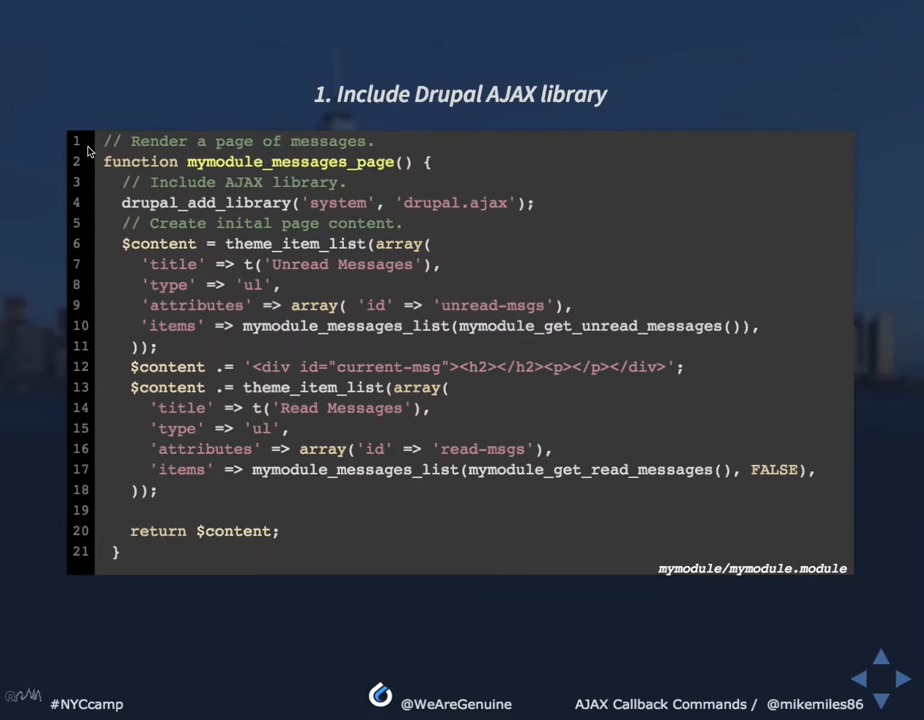 1. Include Drupal AJAX library
1 // Render a page of messages.
2 function mymodule_messages_page() {
3 // Include AJAX library.
4 drupal_add_library('system', 'drupal.ajax');
5 // Create inital page content.
6 $content = theme_item_list(array(
7 'title' => t('Unread Messages'),
8 'type' => 'ul',
9 'attributes' => array( 'id' => 'unread-msgs'),
10 'items' => mymodule_messages_list(mymodule_get_unread_messages()),
11 ));
12 $content .= '<div id="current-msg"><h2></h2><p></p></div>';
13 $content .= theme_item_list(array(
14 'title' => t('Read Messages'),
15 'type' => 'ul',
16 'attributes' => array('id' => 'read-msgs'),
17 'items' => mymodule_messages_list(mymodule_get_read_messages(), FALSE),
18 ));
19
20 return $content;
21 }
mymodule/mymodule.module
#NYCcamp
@WeAreGenuine
AJAX Callback Commands / @mikemiles86